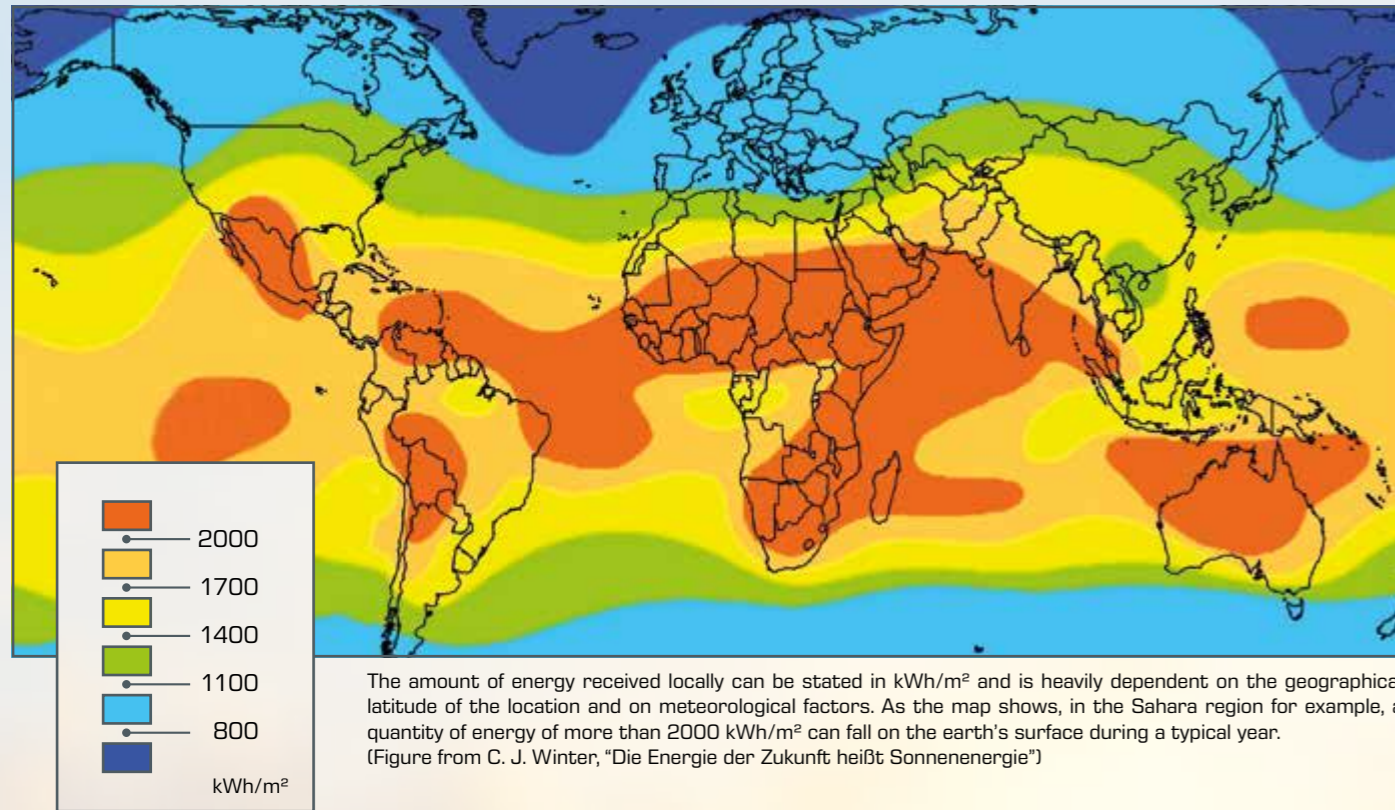 2000
1700
1400
1100
800
kWh/m²
The amount of energy received locally can be stated in kWh/m² and is heavily dependent on the geographical
latitude of the location and on meteorological factors. As the map shows, in the Sahara region for example, a
quantity of energy of more than 2000 kWh/m² can fall on the earth's surface during a typical year.
(Figure from C. J. Winter, “Die Energie der Zukunft heißt Sonnenenergie”)